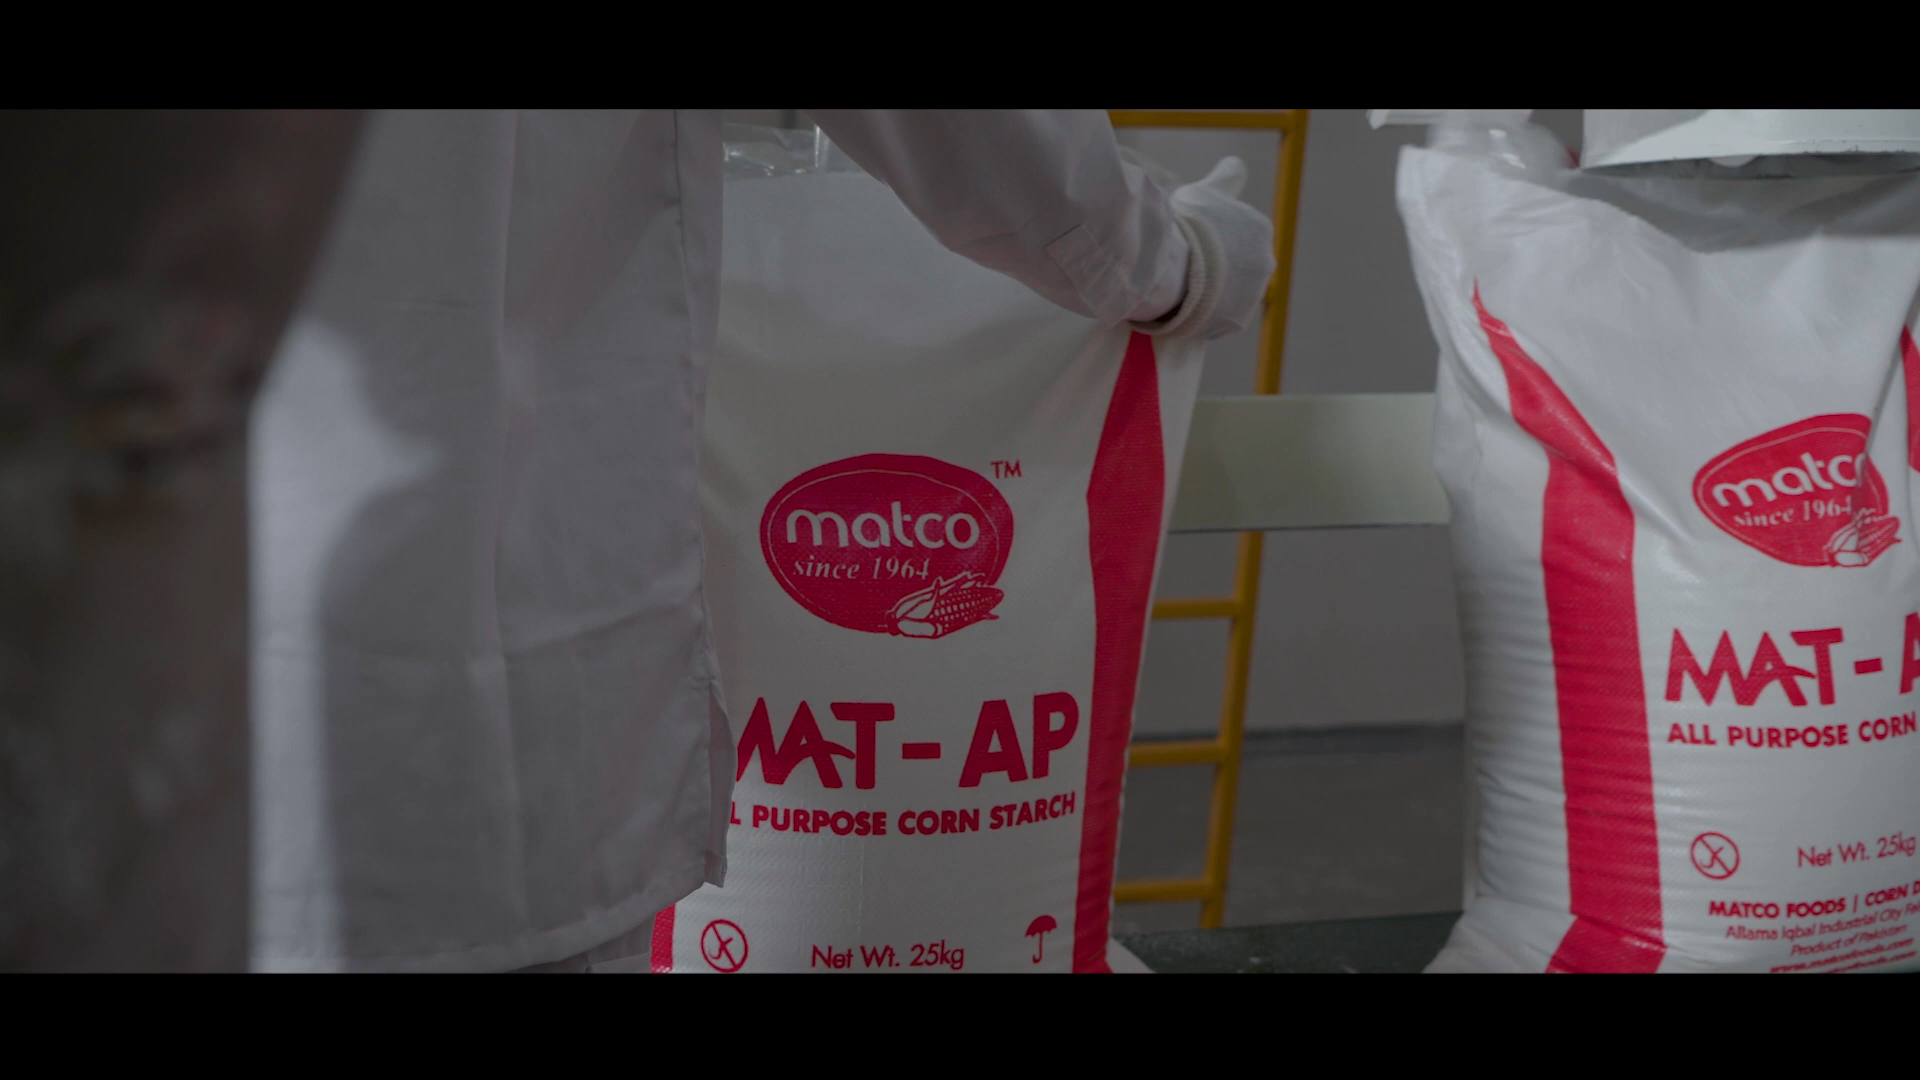 matco
TM
since 1964
MAT-AP
L PURPOSE CORN STARCH
Net Wt. 25kg
matco
since 1964
MAT-A
ALL PURPOSE CORN
Net Wt. 25kg
MATCO FOODS | CORN D
Allama Iqbal Industrial City
Product of Pakistan